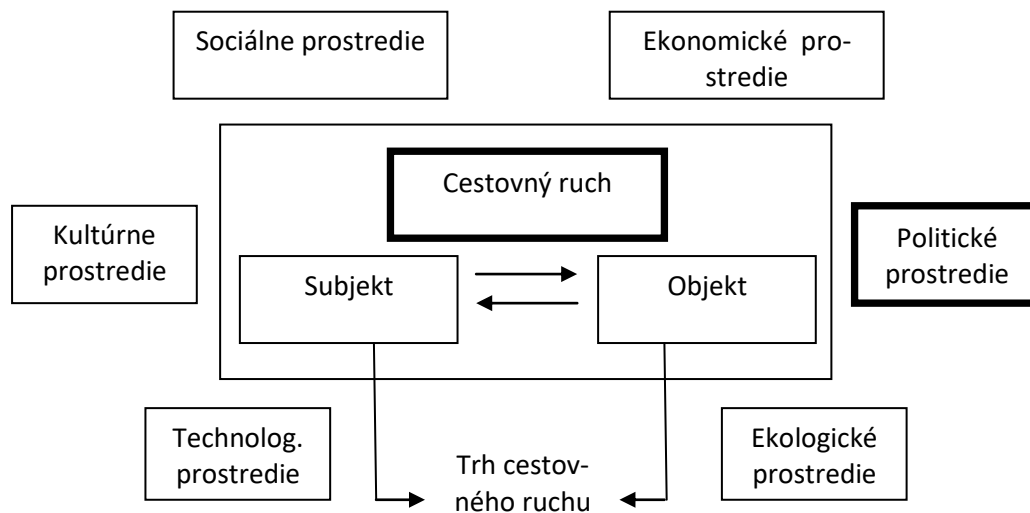 Sociálne prostredie
Ekonomické pro-
stredie
Cestovný ruch
Kultúrne
prostredie
Subjekt
Objekt
Politické
prostredie
Technolog.
prostredie
Trh cestov-
ného ruchu
Ekologické
prostredie